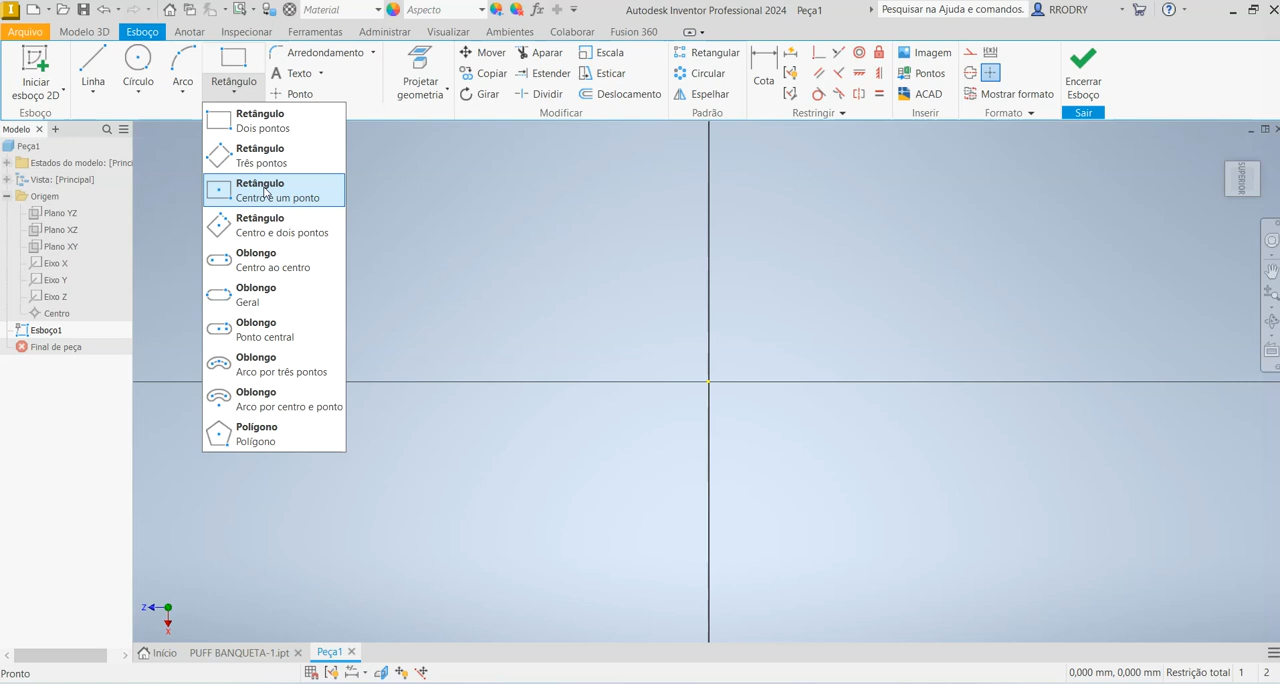 Material
Aspecto
Autodesk Inventor Professional 2024 Peça1
Pesquisar na Ajuda e comandos.
RRODRY
Arquivo Modelo 3D Esboço Anotar Inspecionar Ferramentas Administrar Visualizar Ambientes Colaborar Fusion 360
Iniciar
esboço 2D
Linha
Círculo
Arco
Retângulo
Arredondamento
Texto
Ponto
Projetar
geometria
Mover
Copiar
Girar
Aparar
Estender
Dividir
Escala
Esticar
Deslocamento
Retangular
Circular
Espelhar
Cota
Imagem
Pontos
ACAD
Mostrar formato
Encerrar
Esboço
Esboço
Modificar
Padrão
Restringir
Inserir
Formato
Sair
Modelo
Peça1
Estados do modelo: [Princ
Vista: [Principal]
Origem
Plano YZ
Plano XZ
Plano XY
Eixo X
Eixo Y
Eixo Z
Centro
Esboço1
Final de peça
Retângulo
Dois pontos
Retângulo
Três pontos
Retângulo
Centro e um ponto
Retângulo
Centro e dois pontos
Oblongo
Centro ao centro
Oblongo
Geral
Oblongo
Ponto central
Oblongo
Arco por três pontos
Oblongo
Arco por centro e ponto
Polígono
Polígono
SUPERIOR
Z
X
Início
PUFF BANQUETA-1.ipt
Peça1
Pronto
0,000 mm, 0,000 mm Restrição total 1 2